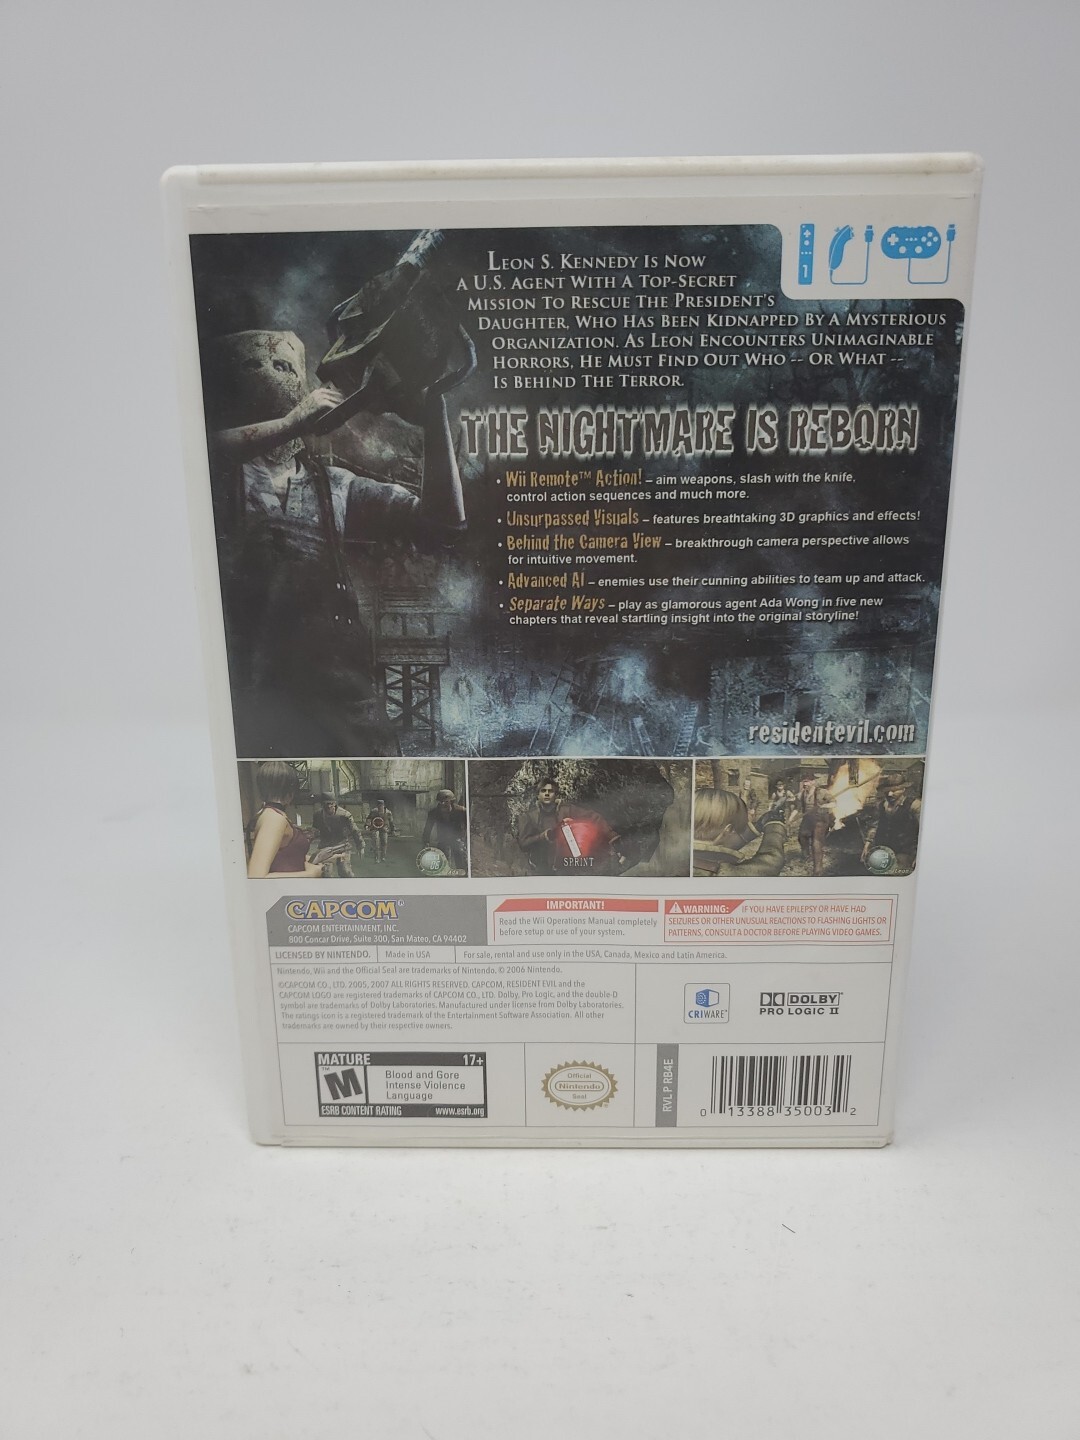 1
LEON S. KENNEDY IS NOW
A U.S. AGENT WITH A TOP-SECRET
MISSION TO RESCUE THE PRESIDENT'S
DAUGHTER, WHO HAS BEEN KIDNAPPED BY A MYSTERIOUS
ORGANIZATION. AS LEON ENCOUNTERS UNIMAGINABLE
HORRORS, HE MUST FIND OUT WHO -- OR WHAT --
IS BEHIND THE TERROR.
THE NIGHTMARE IS REBORN
• Wii Remote™ Action! – aim weapons, slash with the knife,
control action sequences and much more.
• Unsurpassed Visuals – features breathtaking 3D graphics and effects!
• Behind the Camera View – breakthrough camera perspective allows
for intuitive movement.
• Advanced AI – enemies use their cunning abilities to team up and attack.
• Separate Ways – play as glamorous agent Ada Wong in five new
chapters that reveal startling insight into the original storyline!
residentevil.com
SPRINT
CAPCOM®
CAPCOM ENTERTAINMENT, INC.
800 Concar Drive, Suite 300, San Mateo, CA 94402
IMPORTANT!
Read the Wii Operations Manual completely
before setup or use of your system.
WARNING: IF YOU HAVE EPILEPSY OR HAVE HAD
SEIZURES OR OTHER UNUSUAL REACTIONS TO FLASHING LIGHTS OR
PATTERNS, CONSULT A DOCTOR BEFORE PLAYING VIDEO GAMES.
LICENSED BY NINTENDO. Made in USA For sale, rental and use only in the USA, Canada, Mexico and Latin America.
Nintendo, Wii and the Official Seal are trademarks of Nintendo. © 2006 Nintendo.
©CAPCOM CO., LTD. 2005, 2007 ALL RIGHTS RESERVED. CAPCOM, RESIDENT EVIL and the
CAPCOM LOGO are registered trademarks of CAPCOM CO., LTD. Dolby, Pro Logic, and the double-D
symbol are trademarks of Dolby Laboratories. Manufactured under license from Dolby Laboratories.
The ratings icon is a registered trademark of the Entertainment Software Association. All other
trademarks are owned by their respective owners.
CRIWARE™
DOLBY®
PRO LOGIC II
MATURE 17+
M
Blood and Gore
Intense Violence
Language
ESRB CONTENT RATING www.esrb.org
Official
Nintendo
Seal
RVL P RB4E
0 13388 35003 2